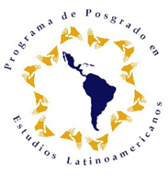 Programa de Posgrado en
Estudios Latinoamericanos